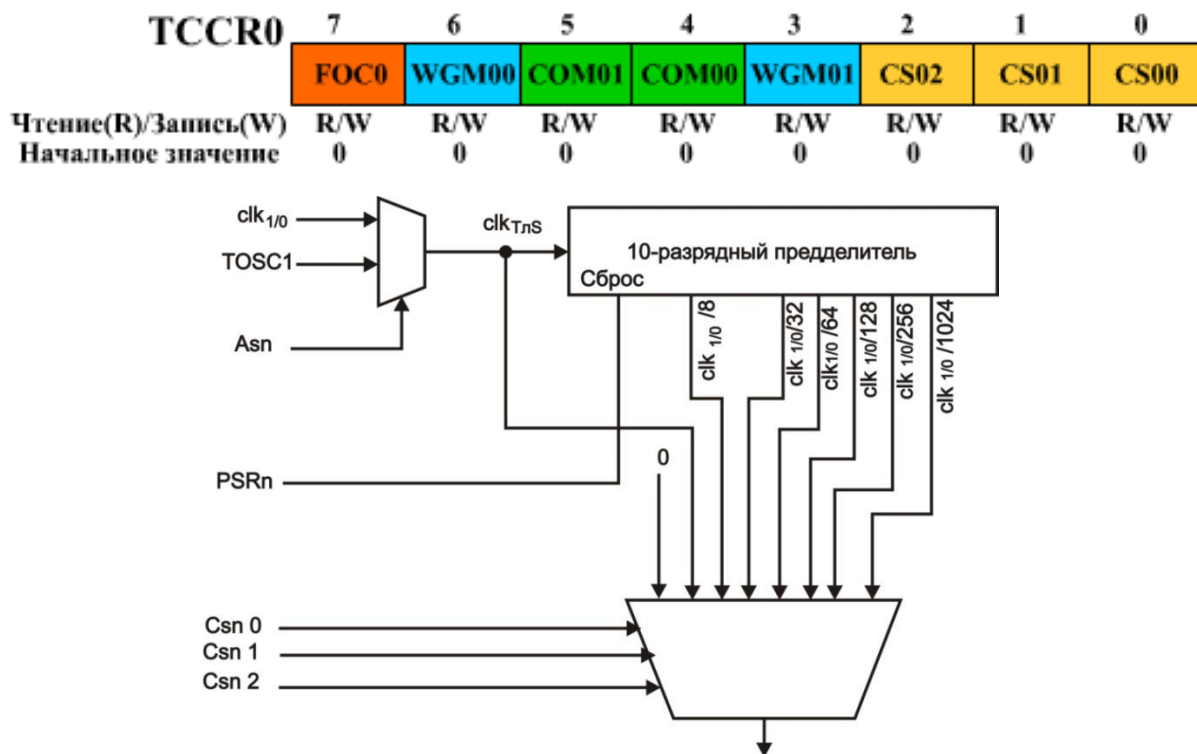 TCCR0 7 6 5 4 3 2 1 0
FOC0 WGM00 COM01 COM00 WGM01 CS02 CS01 CS00
Чтение(R)/Запись(W) R/W R/W R/W R/W R/W R/W R/W R/W
Начальное значение 0 0 0 0 0 0 0 0
clk1/0
clkTлS
TOSC1
10-разрядный предделитель
Сброс
Asn
clk 1/0 /8
clk 1/0/32
clk1/0/64
clk 1/0/128
clk 1/0/256
clk 1/0 /1024
0
PSRn
Csn 0
Csn 1
Csn 2